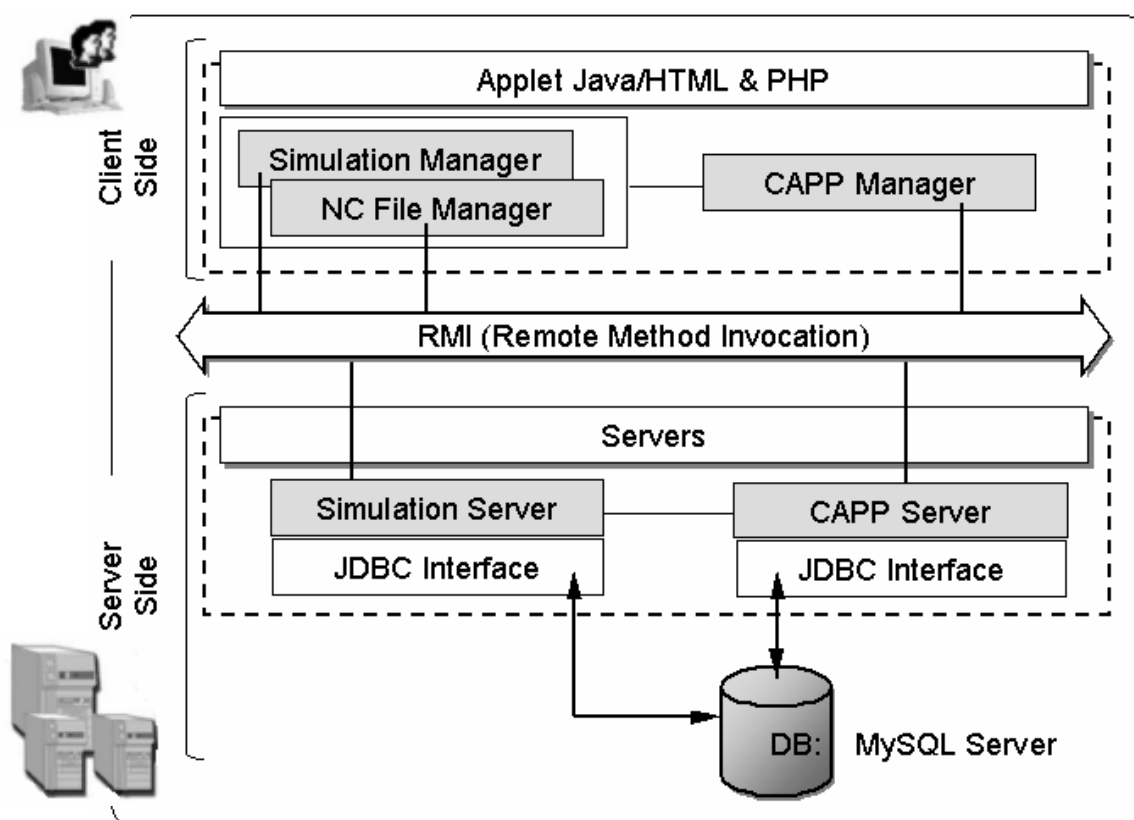 Client
Side
Applet Java/HTML & PHP
Simulation Manager
NC File Manager
CAPP Manager
RMI (Remote Method Invocation)
Server
Side
Servers
Simulation Server
JDBC Interface
CAPP Server
JDBC Interface
DB: MySQL Server